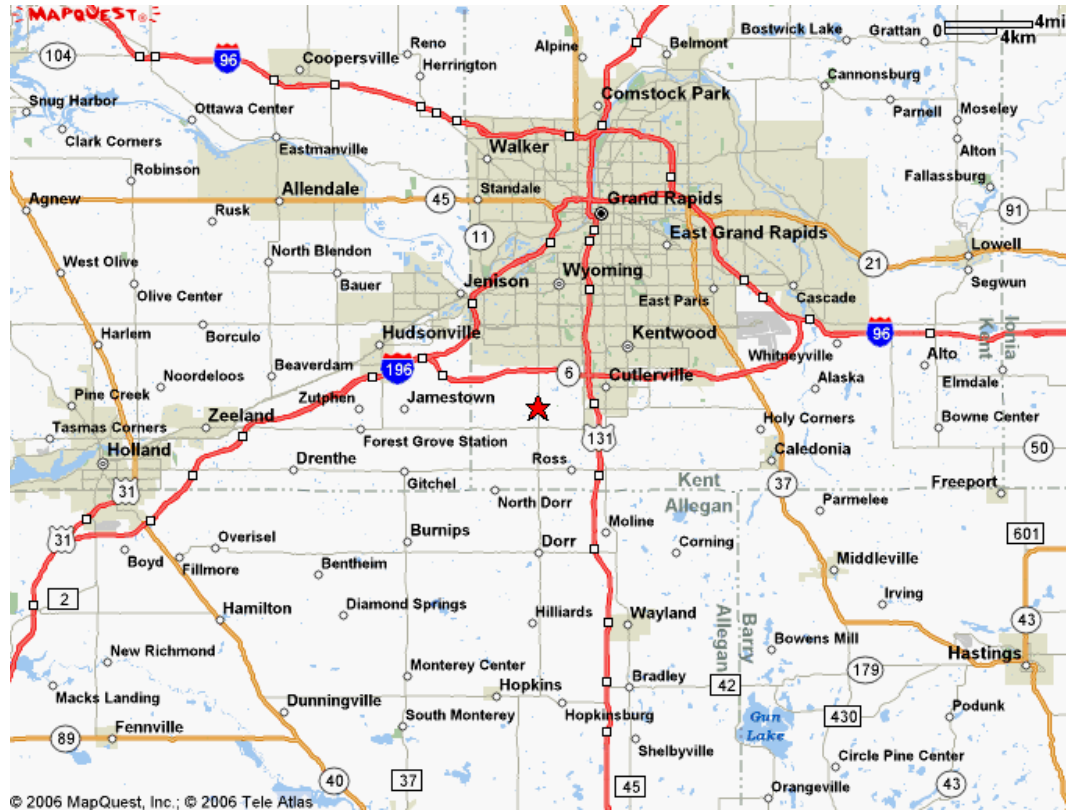 MAPQUEST®
4mi
0
4km
Bostwick Lake
Grattan
Reno
Alpine
Belmont
104
96
Coopersville
Herrington
Cannonsburg
Snug Harbor
Ottawa Center
Comstock Park
Parnell
Moseley
Clark Corners
Eastmanville
Walker
Alton
Robinson
Fallassburg
Allendale
Standale
Agnew
45
Grand Rapids
91
Rusk
11
East Grand Rapids
Lowell
North Blendon
West Olive
Wyoming
21
Segwun
Olive Center
Bauer
Jenison
East Paris
Cascade
Harlem
Borculo
Hudsonville
Kentwood
96
Ionia
Kent
Whitneyville
Alto
Beaverdam
196
6
Cutlerville
Alaska
Elmdale
Noordeloos
Pine Creek
Zutphen
Jamestown
Zeeland
Holly Corners
Bowne Center
Tasmas Corners
Forest Grove Station
131
50
Holland
Drenthe
Ross
Caledonia
31
Gitchel
Kent
Allegan
37
Freeport
North Dorr
Parmelee
31
Burnips
Moline
601
Overisel
Dorr
Corning
Boyd
Fillmore
Bentheim
Middleville
2
Irving
Hamilton
Diamond Springs
Hilliards
Wayland
43
Barry
Allegan
Bowens Mill
New Richmond
Monterey Center
179
Hastings
Macks Landing
Hopkins
Bradley
42
Dunningville
South Monterey
Hopkinsburg
Gun
Lake
430
Podunk
89
Fennville
Shelbyville
Circle Pine Center
40
37
45
43
Orangeville
© 2006 MapQuest, Inc.; © 2006 Tele Atlas